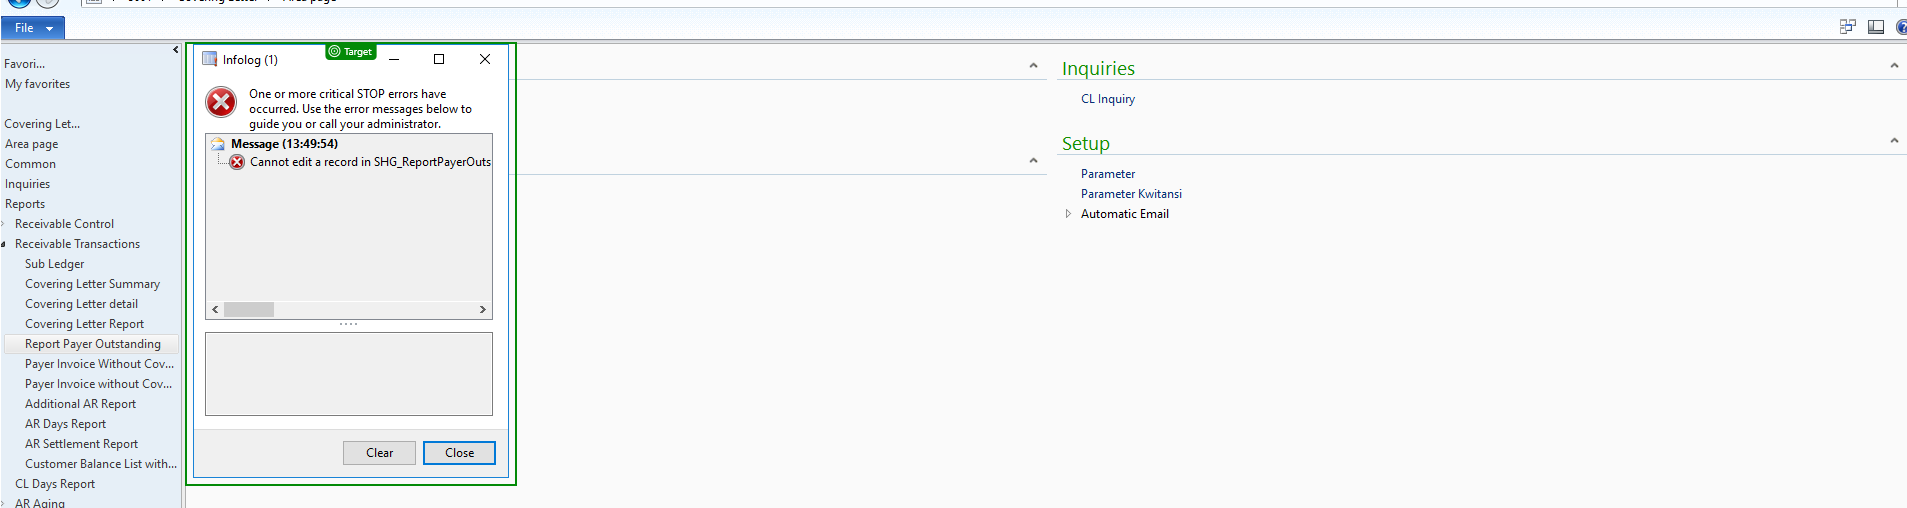 File
Favori...
My favorites
Covering Let...
Area page
Common
Inquiries
Reports
Receivable Control
Receivable Transactions
Sub Ledger
Covering Letter Summary
Covering Letter detail
Covering Letter Report
Report Payer Outstanding
Payer Invoice Without Cov...
Payer Invoice without Cov...
Additional AR Report
AR Days Report
AR Settlement Report
Customer Balance List with...
CL Days Report
AR Aging
Target
Infolog (1)
One or more critical STOP errors have
occurred. Use the error messages below to
guide you or call your administrator.
Message (13:49:54)
Cannot edit a record in SHG_ReportPayerOuts
Clear
Close
Inquiries
CL Inquiry
Setup
Parameter
Parameter Kwitansi
Automatic Email